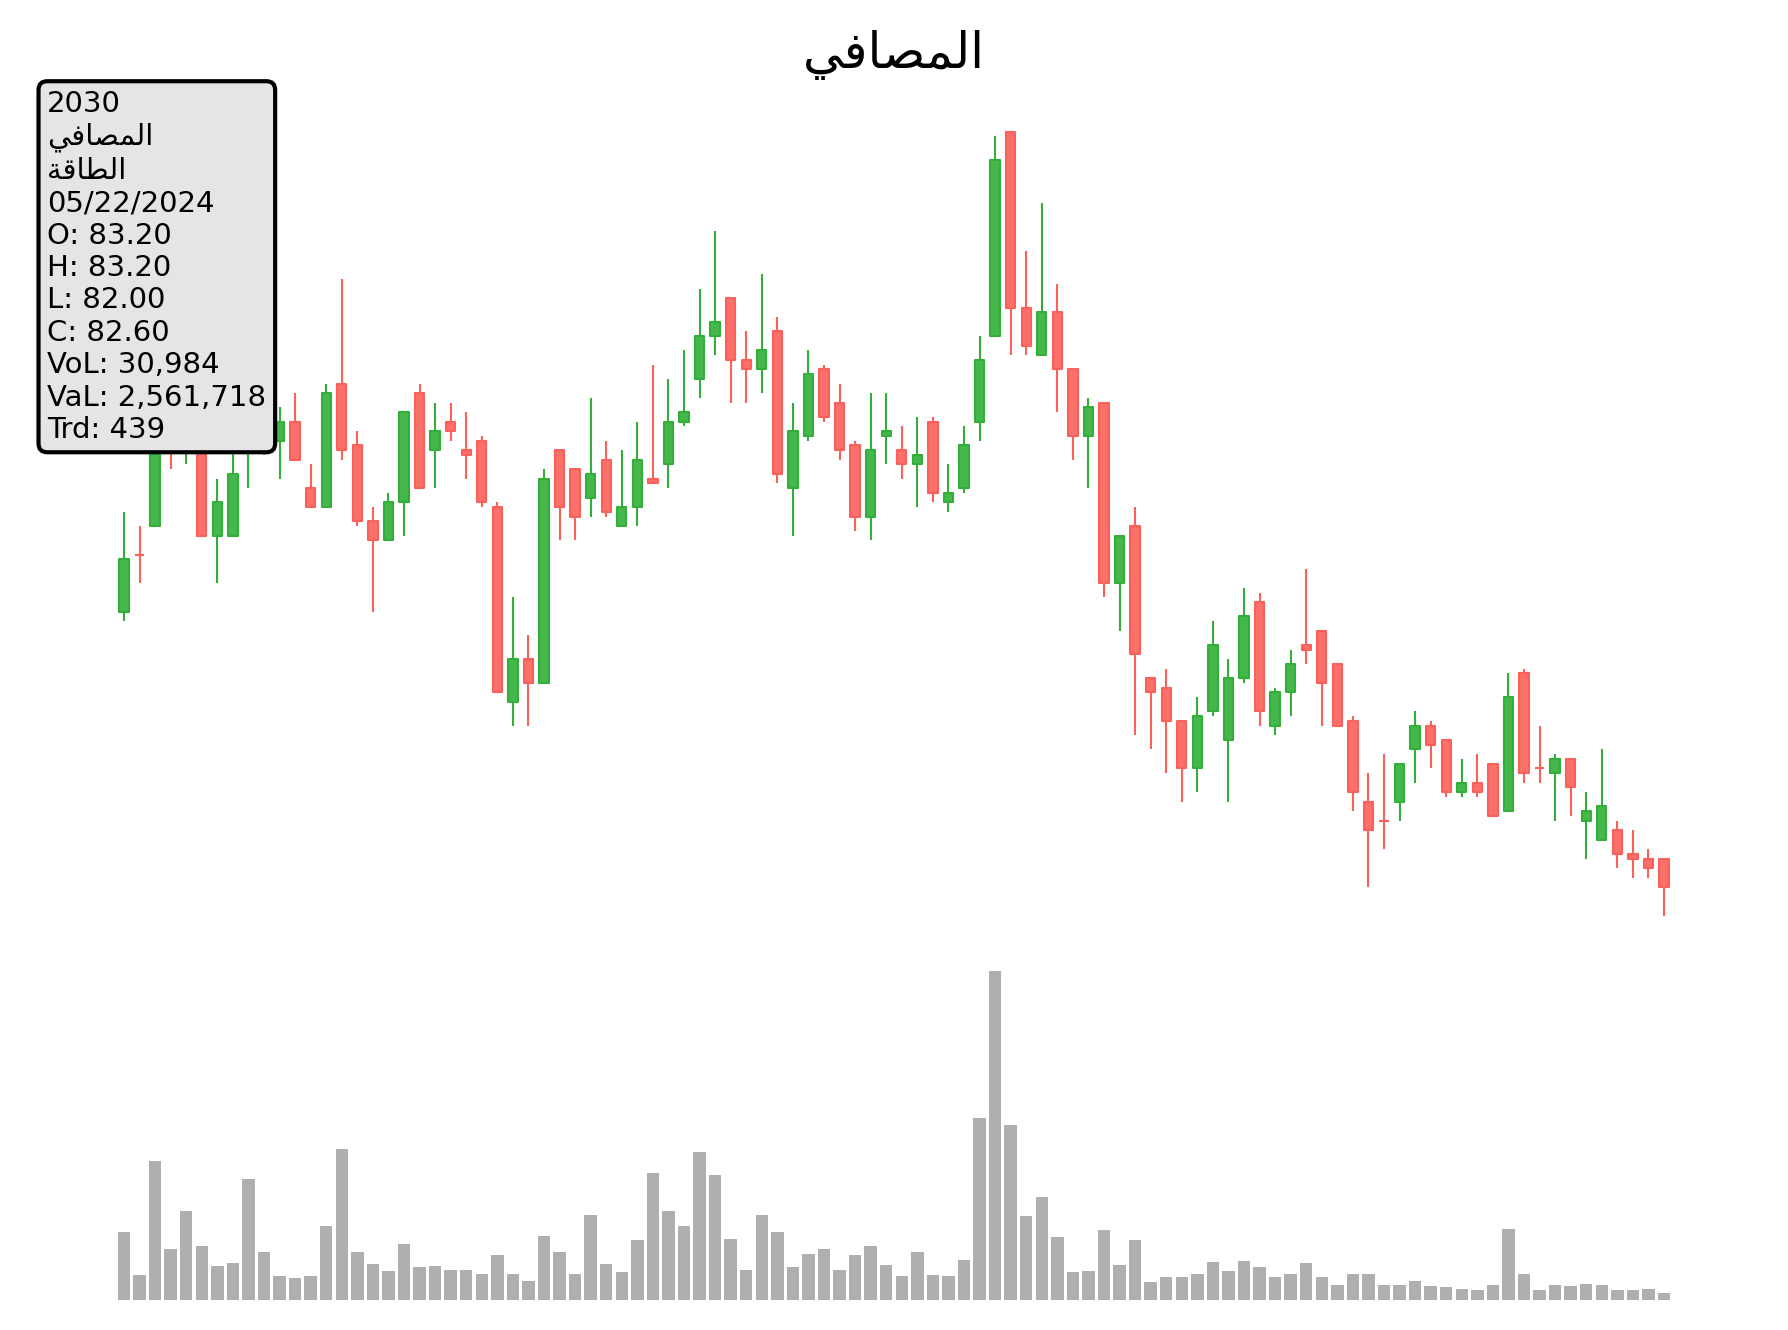 المصافي
2030
المصافي
الطاقة
05/22/2024
O: 83.20
H: 83.20
L: 82.00
C: 82.60
VoL: 30,984
VaL: 2,561,718
Trd: 439